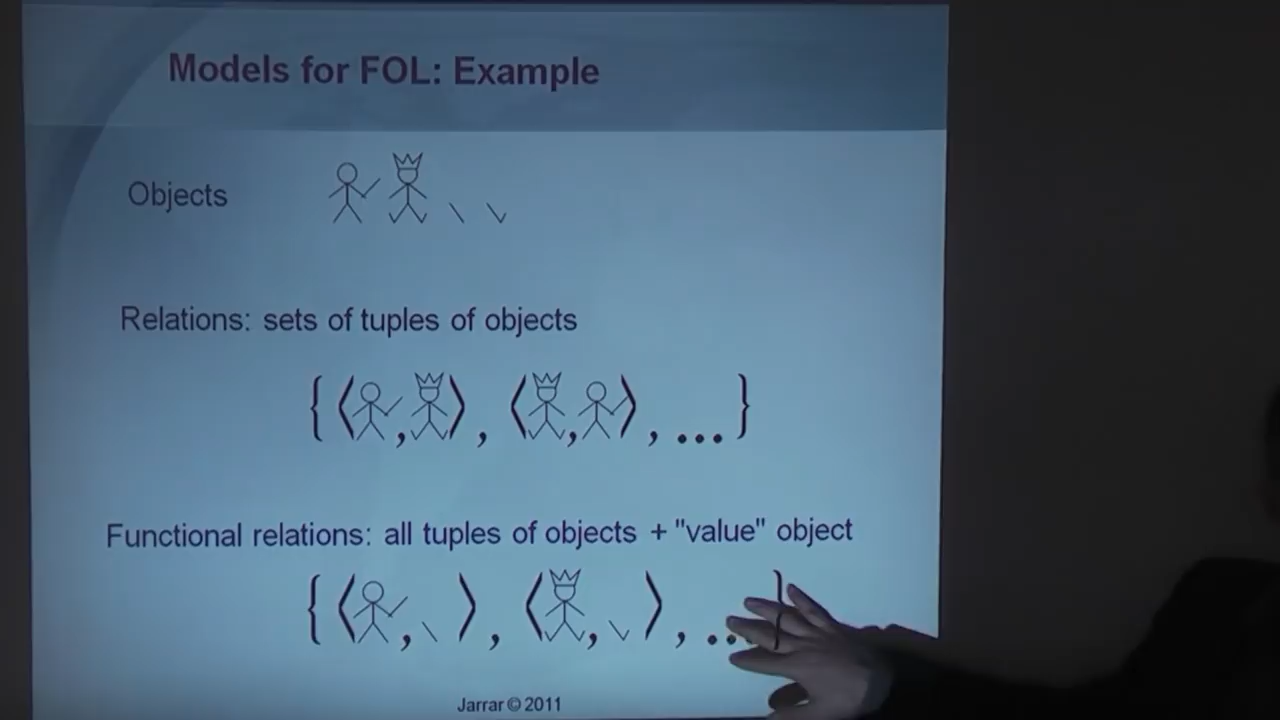 Models for FOL: Example
Objects
Relations: sets of tuples of objects
{⟨ , ⟩, ⟨ , ⟩, ...}
Functional relations: all tuples of objects + "value" object
{⟨ , ⟩, ⟨ , ⟩, ...}
Jarrar © 2011